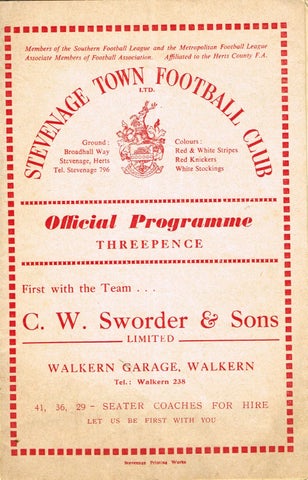 Members of the Southern Football League and the Metropolitan Football League
Associate Members of Football Association. Affiliated to the Herts County F.A.
STEVENAGE TOWN FOOTBALL CLUB
LTD.
Ground :
Broadhall Way
Stevenage, Herts
Tel. Stevenage 796
Colours :
Red & White Stripes
Red Knickers
White Stockings
Official Programme
THREEPENCE
First with the Team . . .
C. W. Sworder & Sons
LIMITED
WALKERN GARAGE, WALKERN
Tel.: Walkern 238
41, 36, 29 - SEATER COACHES FOR HIRE
LET US BE FIRST WITH YOU
Stevenage Printing Works